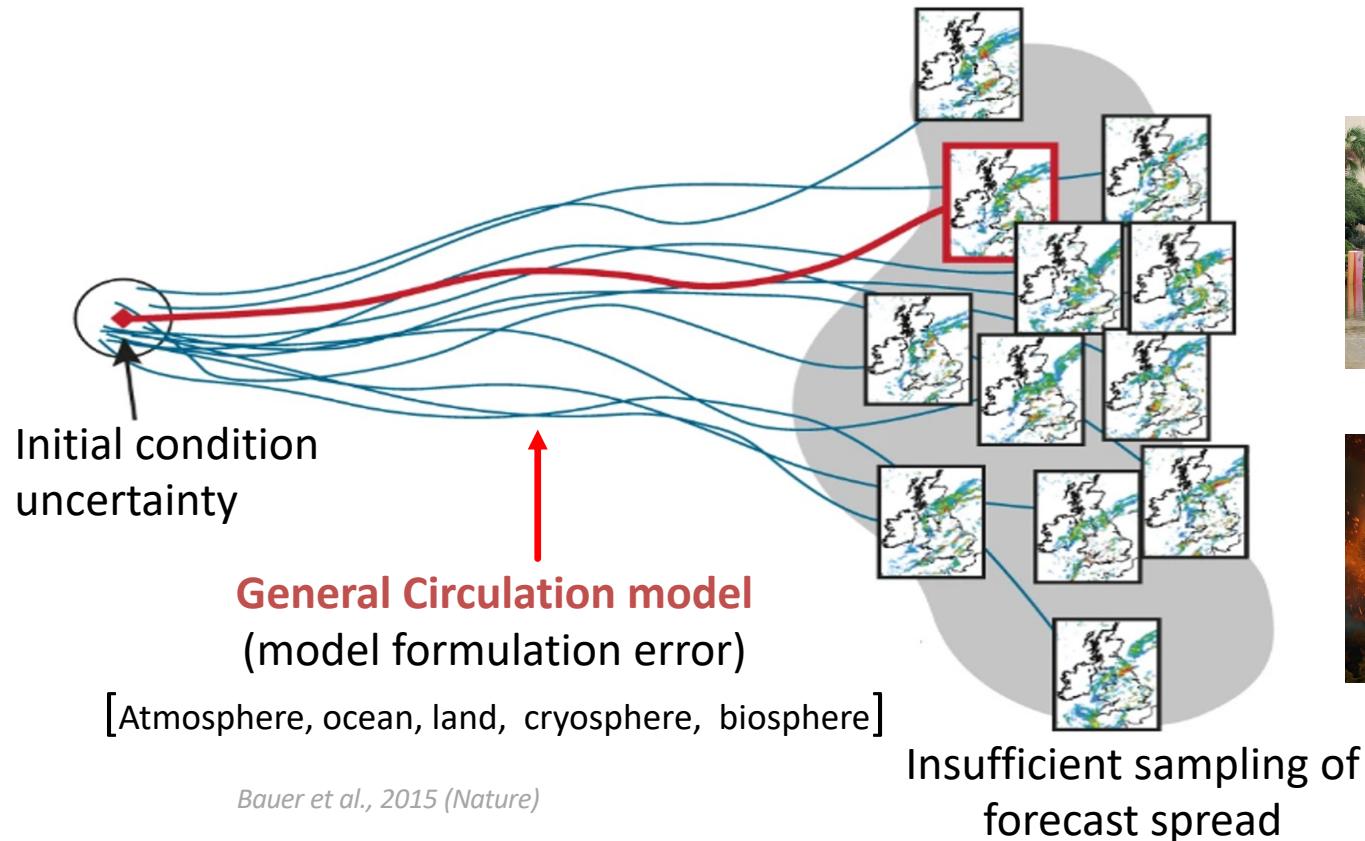 Initial condition
uncertainty
General Circulation model
(model formulation error)
[Atmosphere, ocean, land, cryosphere, biosphere]
Bauer et al., 2015 (Nature)
Insufficient sampling of
forecast spread